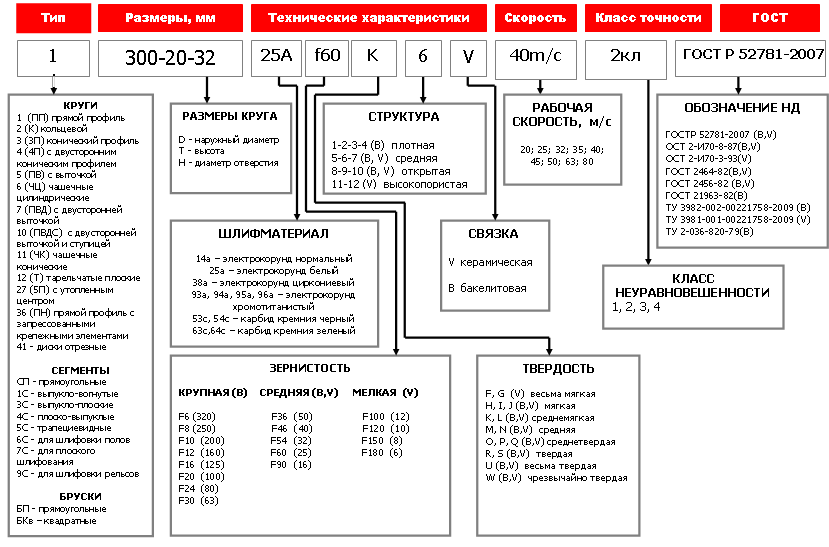 Тип
Размеры, мм
Технические характеристики
Скорость
Класс точности
ГОСТ
1
300-20-32
25А
f60
К
6
V
40m/c
2кл
ГОСТ Р 52781-2007
КРУГИ
1 (ПП) прямой профиль
2 (К) кольцевой
3 (3П) конический профиль
4 (4П) с двусторонним
коническим профилем
5 (ПВ) с выточкой
6 (ЧЦ) чашечные
цилиндрические
7 (ПВД) с двусторонней
выточкой
10 (ПВДС) с двусторонней
выточкой и ступицей
11 (ЧК) чашечные
конические
12 (Т) тарельчатые плоские
27 (5П) с утопленным
центром
36 (ПН) прямой профиль с
запрессованными
крепежными элементами
41 - диски отрезные
СЕГМЕНТЫ
СП - прямоугольные
1С - выпукло-вогнутые
3С - выпукло-плоские
4С - плоско-выпуклые
5С - трапециевидные
6С - для шлифовки полов
7С - для плоского
шлифования
9С - для шлифовки рельсов
БРУСКИ
БП - прямоугольные
БКв – квадратные
РАЗМЕРЫ КРУГА
D - наружный диаметр
Т - высота
Н - диаметр отверстия
СТРУКТУРА
1-2-3-4 (В) плотная
5-6-7 (В, V) средняя
8-9-10 (В, V) открытая
11-12 (V) высокопористая
РАБОЧАЯ
СКОРОСТЬ, м/с
20; 25; 32; 35; 40;
45; 50; 63; 80
ОБОЗНАЧЕНИЕ НД
ГОСТР 52781-2007 (В,V)
ОСТ 2-И70-8-87(В,V)
ОСТ 2-И70-3-93(V)
ГОСТ 2464-82(В,V)
ГОСТ 2456-82 (В,V)
ГОСТ 21963-82(В)
ТУ 3982-002-00221758-2009 (В)
ТУ 3981-001-00221758-2009 (V)
ТУ 2-036-820-79(В)
ШЛИФМАТЕРИАЛ
14а – электрокорунд нормальный
25а – электрокорунд белый
38а – электрокорунд циркониевый
93а, 94а, 95а, 96а – электрокорунд
хромотитанистый
53с, 54с – карбид кремния черный
63с,64с – карбид кремния зеленый
СВЯЗКА
V керамическая
В бакелитовая
КЛАСС
НЕУРАВНОВЕШЕННОСТИ
1, 2, 3, 4
ЗЕРНИСТОСТЬ
КРУПНАЯ (В) СРЕДНЯЯ (В,V) МЕЛКАЯ (V)
F6 (320) F36 (50) F100 (12)
F8 (250) F46 (40) F120 (10)
F10 (200) F54 (32) F150 (8)
F12 (160) F60 (25) F180 (6)
F16 (125) F90 (16)
F20 (100)
F24 (80)
F30 (63)
ТВЕРДОСТЬ
F, G (V) весьма мягкая
H, I, J (В,V) мягкая
K, L (В,V) среднемягкая
M, N (В,V) средняя
O, P, Q (В,V) среднетвердая
R, S (В,V) твердая
U (В,V) весьма твердая
W (В,V) чрезвычайно твердая